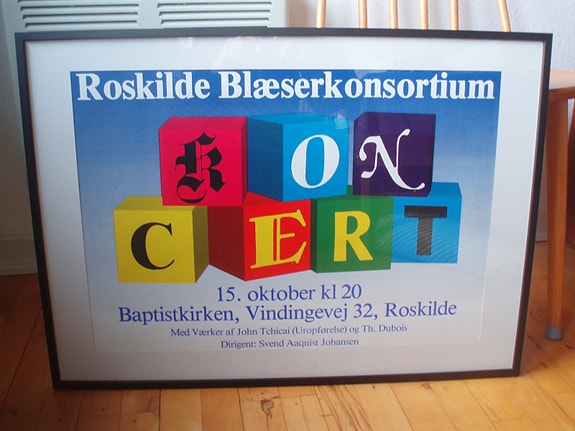 Roskilde Blæserkonsortium
KON
CERT
15. oktober kl 20
Baptistkirken, Vindingevej 32, Roskilde
Med Værker af John Tchicai (Uropførelse) og Th. Dubois
Dirigent: Svend Aaquist Johansen